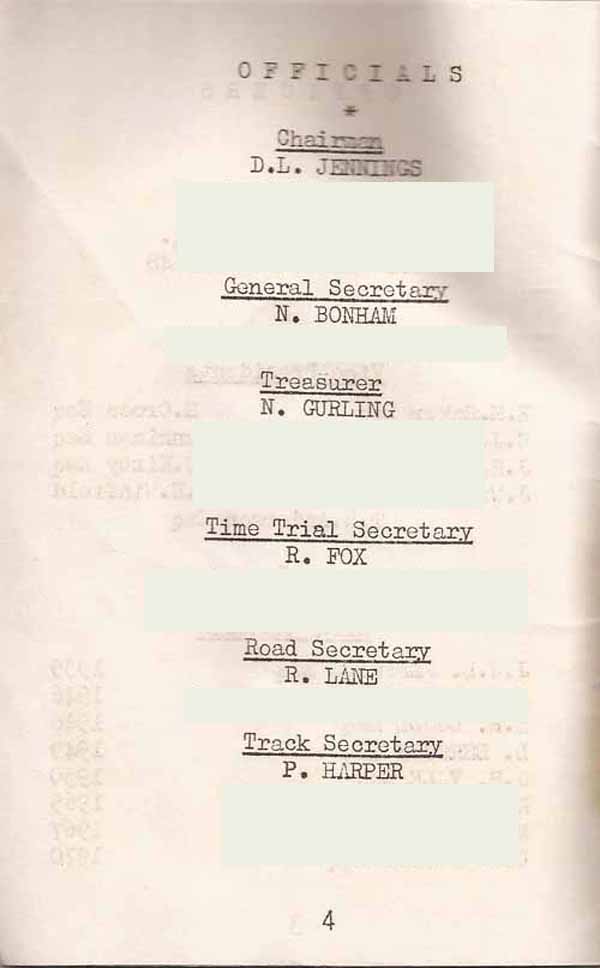 OFFICIALS
*
Chairman
D.L. JENNINGS
General Secretary
N. BONHAM
Treasurer
N. GURLING
Time Trial Secretary
R. FOX
Road Secretary
R. LANE
Track Secretary
P. HARPER
4